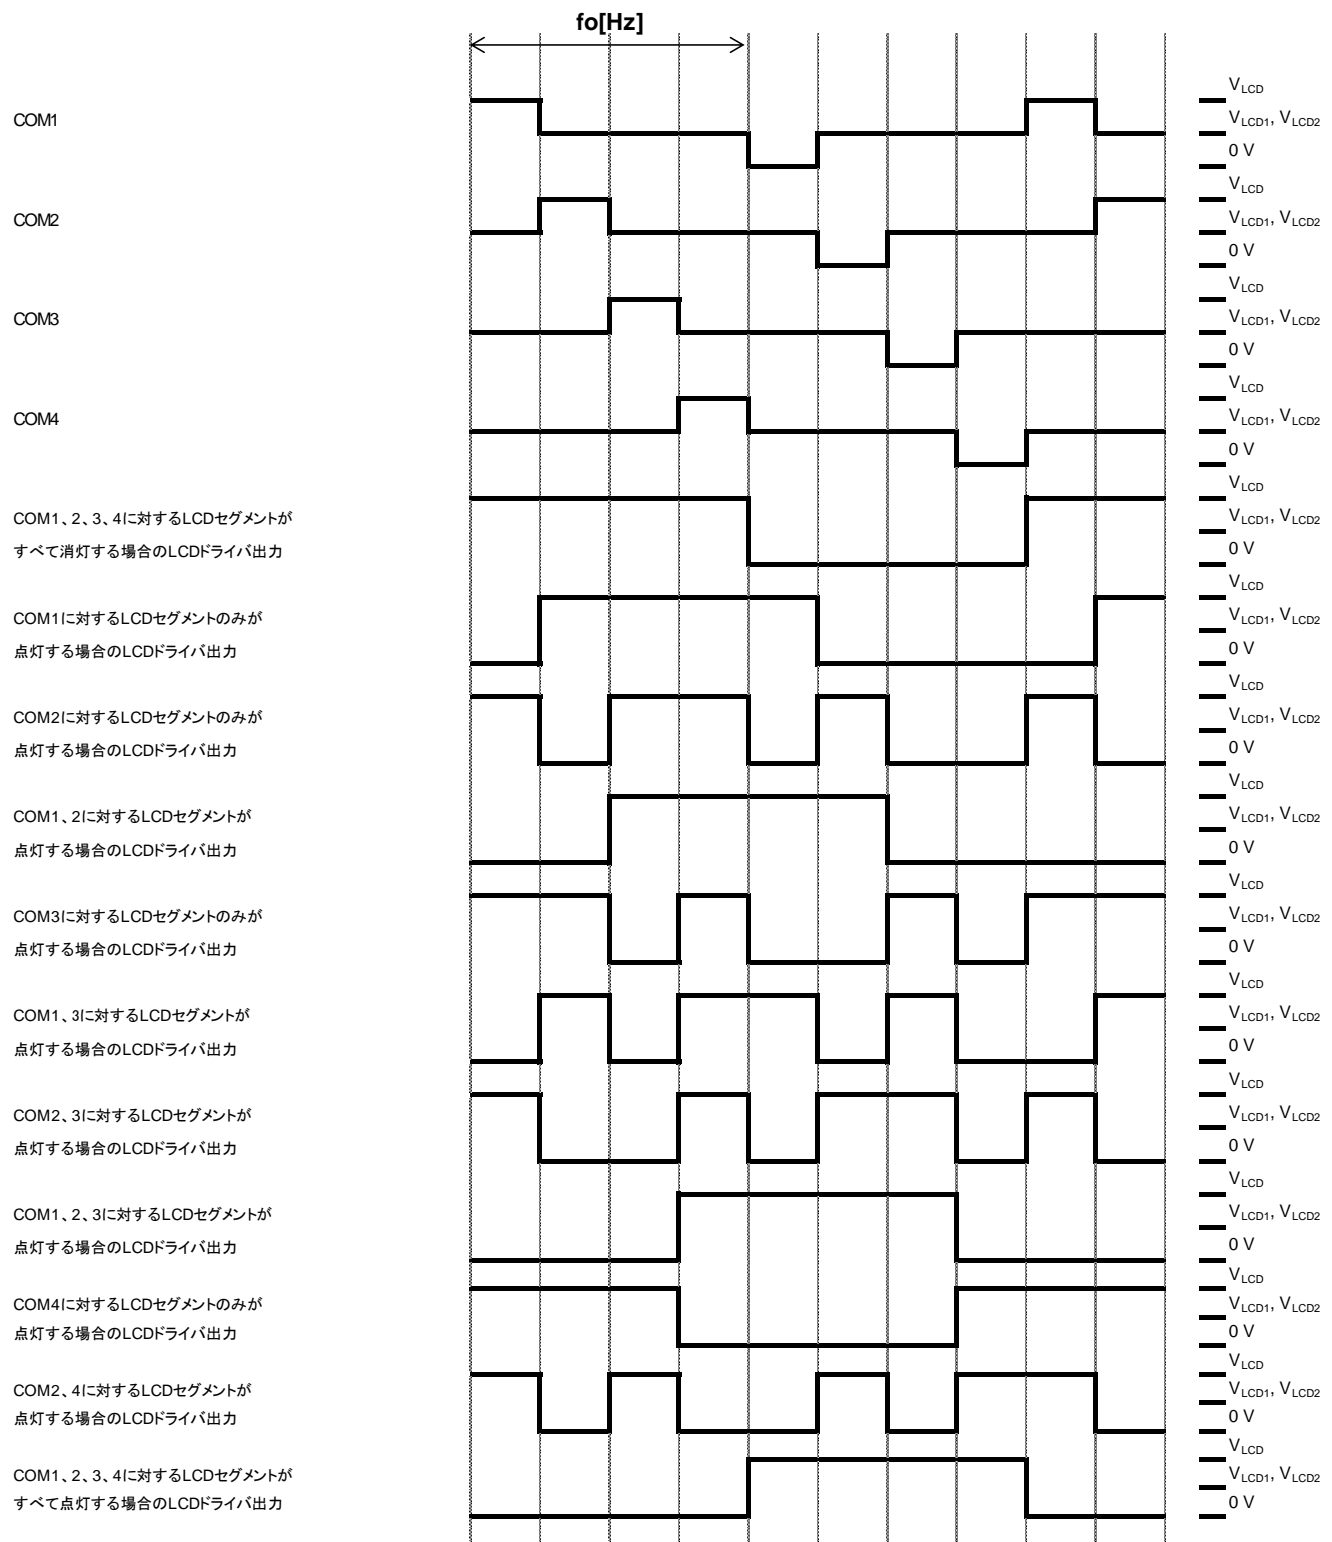 fo[Hz]
COM1
VLCD
VLCD1, VLCD2
0 V
COM2
VLCD
VLCD1, VLCD2
0 V
COM3
VLCD
VLCD1, VLCD2
0 V
COM4
VLCD
VLCD1, VLCD2
0 V
COM1、2、3、4に対するLCDセグメントが
すべて消灯する場合のLCDドライバ出力
VLCD
VLCD1, VLCD2
0 V
COM1に対するLCDセグメントのみが
点灯する場合のLCDドライバ出力
VLCD
VLCD1, VLCD2
0 V
COM2に対するLCDセグメントのみが
点灯する場合のLCDドライバ出力
VLCD
VLCD1, VLCD2
0 V
COM1、2に対するLCDセグメントが
点灯する場合のLCDドライバ出力
VLCD
VLCD1, VLCD2
0 V
COM3に対するLCDセグメントのみが
点灯する場合のLCDドライバ出力
VLCD
VLCD1, VLCD2
0 V
COM1、3に対するLCDセグメントが
点灯する場合のLCDドライバ出力
VLCD
VLCD1, VLCD2
0 V
COM2、3に対するLCDセグメントが
点灯する場合のLCDドライバ出力
VLCD
VLCD1, VLCD2
0 V
COM1、2、3に対するLCDセグメントが
点灯する場合のLCDドライバ出力
VLCD
VLCD1, VLCD2
0 V
COM4に対するLCDセグメントのみが
点灯する場合のLCDドライバ出力
VLCD
VLCD1, VLCD2
0 V
COM2、4に対するLCDセグメントが
点灯する場合のLCDドライバ出力
VLCD
VLCD1, VLCD2
0 V
COM1、2、3、4に対するLCDセグメントが
すべて点灯する場合のLCDドライバ出力
VLCD
VLCD1, VLCD2
0 V